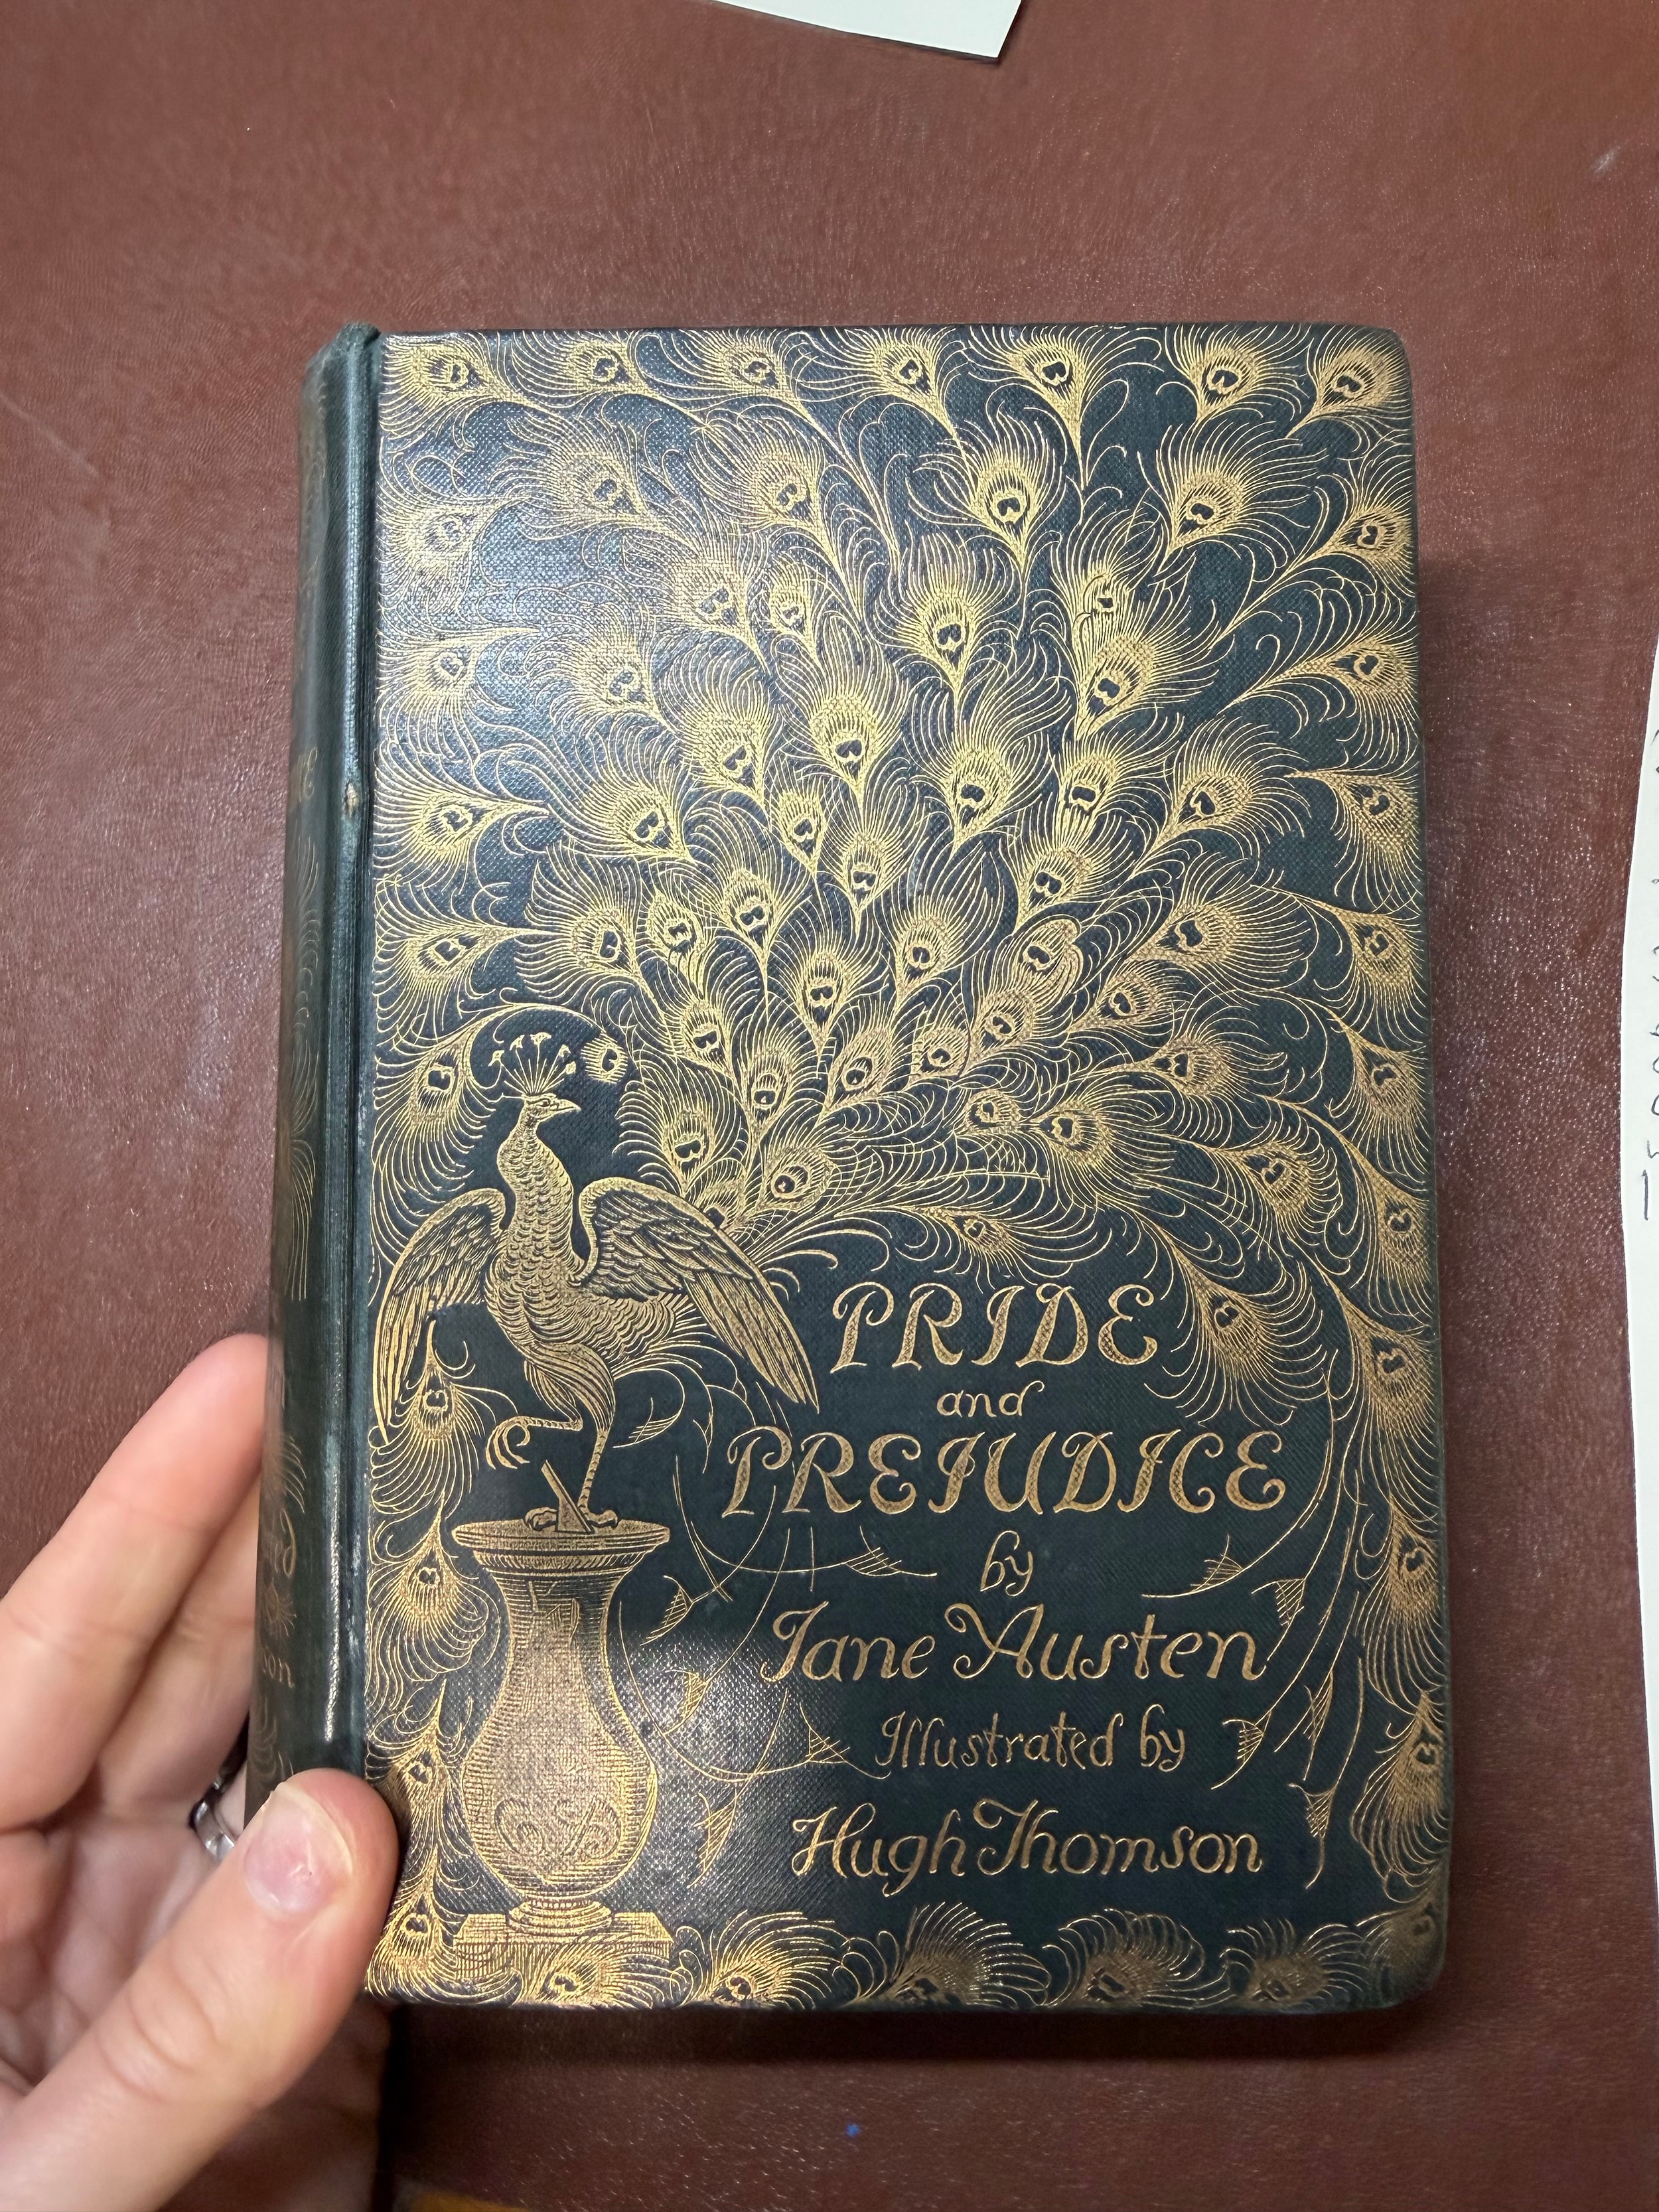 PRIDE
and
PREJUDICE
by
Jane Austen
Illustrated by
Hugh Thomson